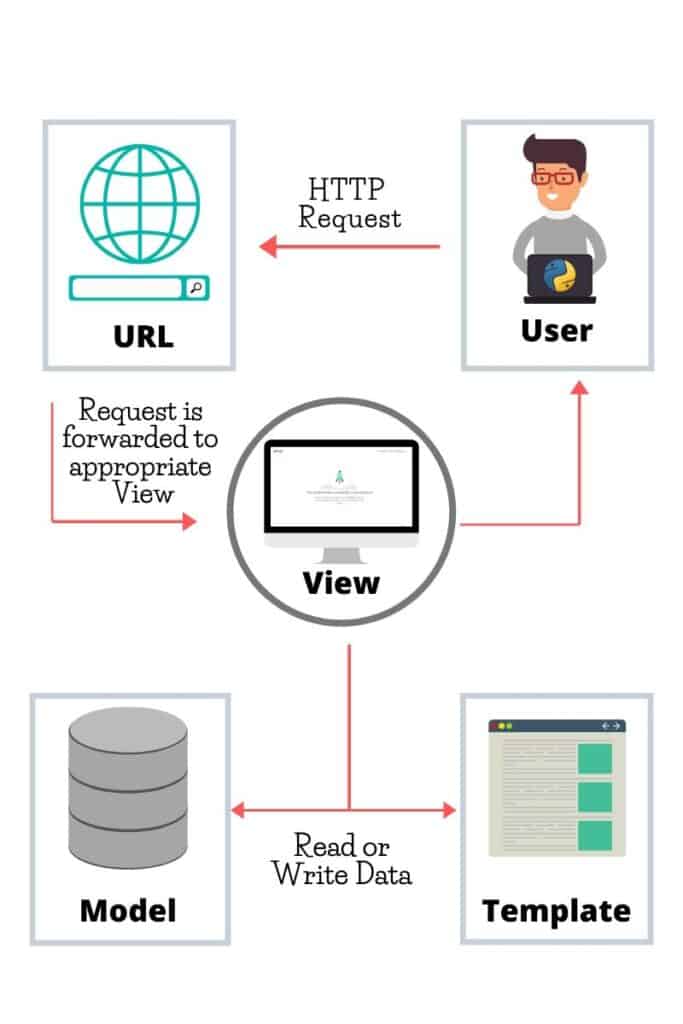 HTTP
Request
URL
User
Request is
forwarded to
appropriate
View
View
Read or
Write Data
Model
Template